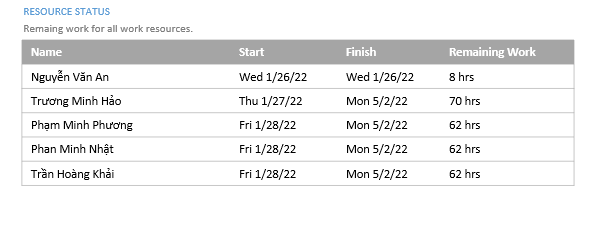 RESOURCE STATUS
Remaing work for all work resources.
Name Start Finish Remaining Work
Nguyễn Văn An Wed 1/26/22 Wed 1/26/22 8 hrs
Trương Minh Hảo Thu 1/27/22 Mon 5/2/22 70 hrs
Phạm Minh Phương Fri 1/28/22 Mon 5/2/22 62 hrs
Phan Minh Nhật Fri 1/28/22 Mon 5/2/22 62 hrs
Trần Hoàng Khải Fri 1/28/22 Mon 5/2/22 62 hrs